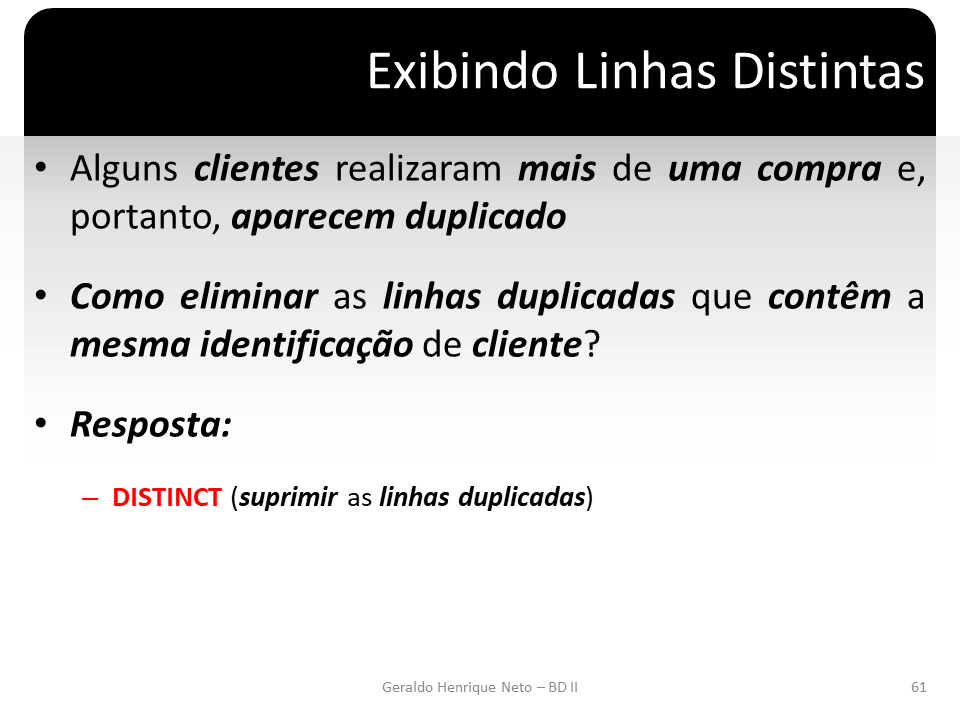 Exibindo Linhas Distintas
• Alguns clientes realizaram mais de uma compra e,
portanto, aparecem duplicado
• Como eliminar as linhas duplicadas que contêm a
mesma identificação de cliente?
• Resposta:
– DISTINCT (suprimir as linhas duplicadas)
Geraldo Henrique Neto – BD II
61